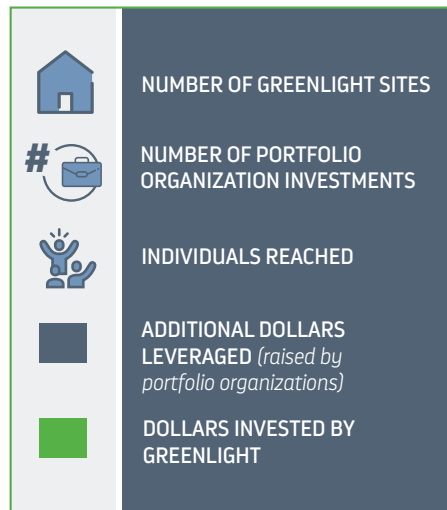 NUMBER OF GREENLIGHT SITES
#
NUMBER OF PORTFOLIO
ORGANIZATION INVESTMENTS
INDIVIDUALS REACHED
ADDITIONAL DOLLARS
LEVERAGED (raised by
portfolio organizations)
DOLLARS INVESTED BY
GREENLIGHT